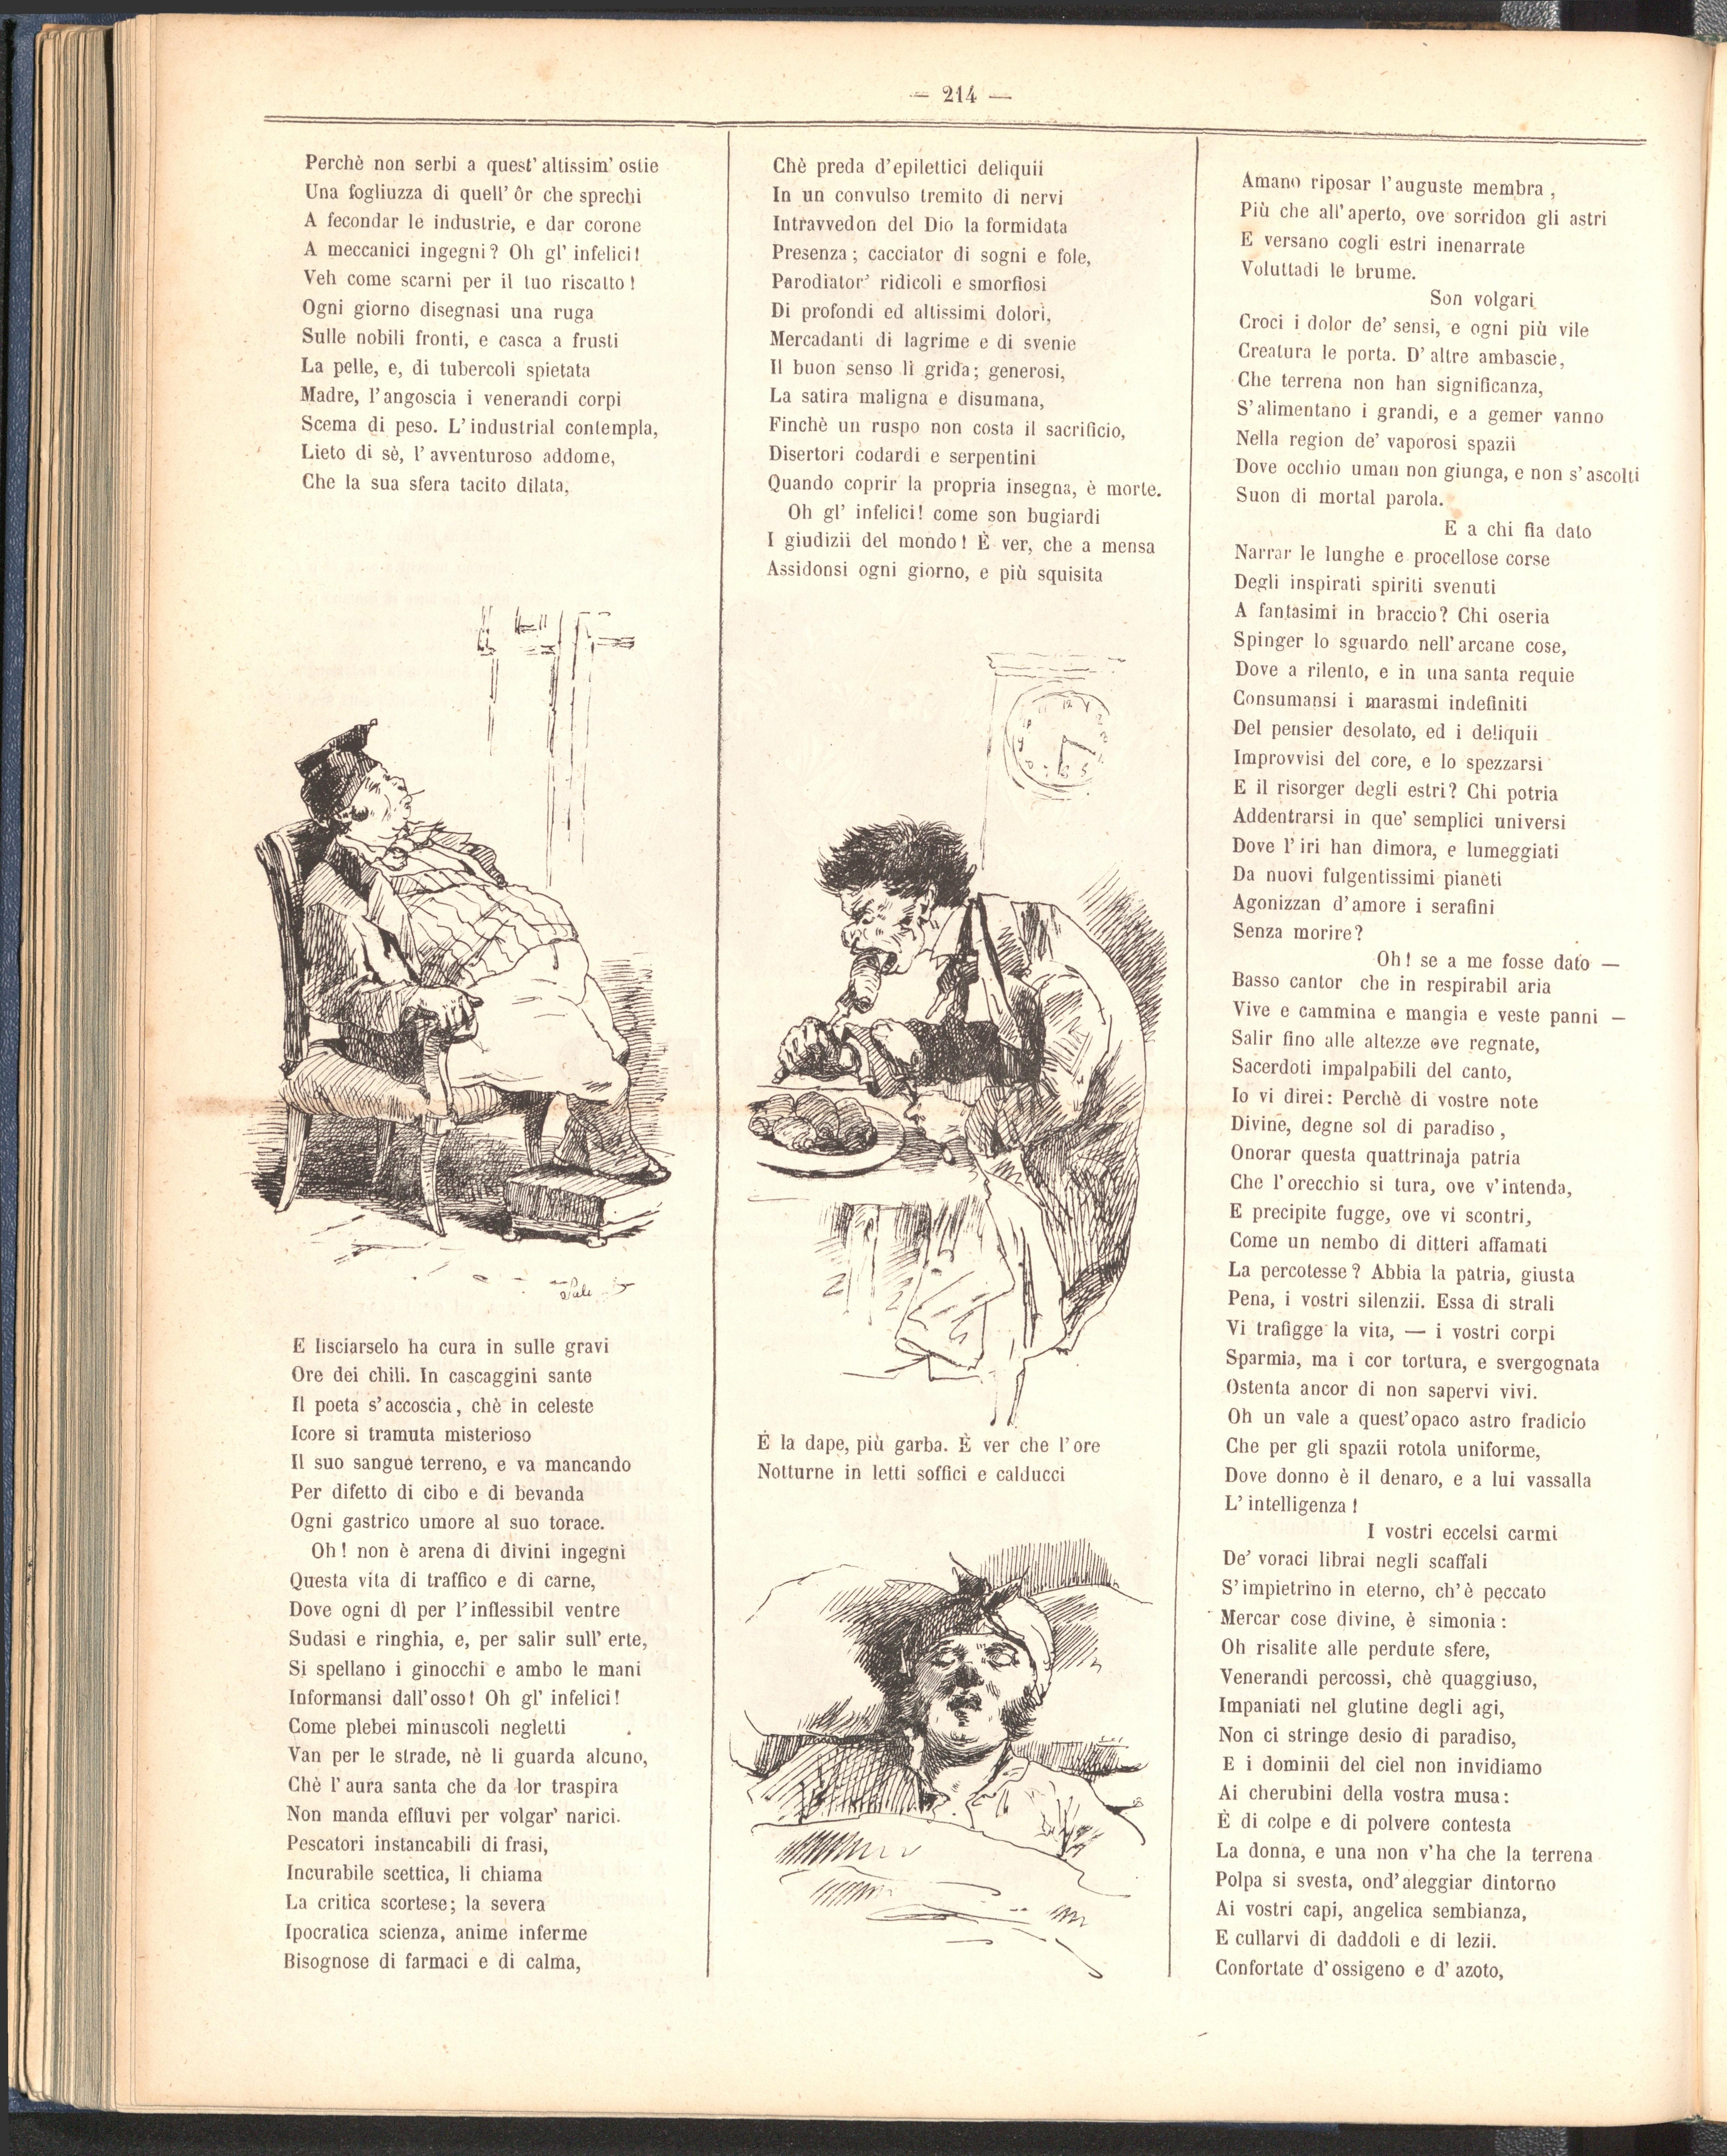 — 214 —
Perchè non serbi a quest' altissim' ostie
Una fogliuzza di quell' ôr che sprechi
A fecondar le industrie, e dar corone
A meccanici ingegni? Oh gl' infelici!
Veh come scarni per il tuo riscatto!
Ogni giorno disegnasi una ruga
Sulle nobili fronti, e casca a frusti
La pelle, e, di tubercoli spietata
Madre, l'angoscia i venerandi corpi
Scema di peso. L' industrial contempla,
Lieto di sè, l' avventuroso addome,
Che la sua sfera tacito dilata,
E lisciarselo ha cura in sulle gravi
Ore dei chili. In cascaggini sante
Il poeta s'accoscia, chè in celeste
Icore si tramuta misterioso
Il suo sangue terreno, e va mancando
Per difetto di cibo e di bevanda
Ogni gastrico umore al suo torace.
Oh! non è arena di divini ingegni
Questa vita di traffico e di carne,
Dove ogni dì per l'inflessibil ventre
Sudasi e ringhia, e, per salir sull' erte,
Si spellano i ginocchi e ambo le mani
Informansi dall'osso! Oh gl' infelici!
Come plebei minuscoli negletti
Van per le strade, nè li guarda alcuno,
Chè l'aura santa che da lor traspira
Non manda effluvi per volgar' narici.
Pescatori instancabili di frasi,
Incurabile scettica, li chiama
La critica scortese; la severa
Ipocratica scienza, anime inferme
Bisognose di farmaci e di calma,
Chè preda d'epilettici deliquii
In un convulso tremito di nervi
Intravvedon del Dio la formidata
Presenza; cacciator di sogni e fole,
Parodiator' ridicoli e smorfiosi
Di profondi ed altissimi dolori,
Mercadanti di lagrime e di svenie
Il buon senso li grida; generosi,
La satira maligna e disumana,
Finchè un ruspo non costa il sacrificio,
Disertori codardi e serpentini
Quando coprir la propria insegna, è morte.
Oh gl' infelici! come son bugiardi
I giudizii del mondo! È ver, che a mensa
Assidonsi ogni giorno, e più squisita
È la dape, più garba. È ver che l'ore
Notturne in letti soffici e calducci
Amano riposar l'auguste membra,
Più che all'aperto, ove sorridon gli astri
E versano cogli estri inenarrate
Voluttadi le brume.
Son volgari
Croci i dolor de' sensi, e ogni più vile
Creatura le porta. D' altre ambascie,
Che terrena non han significanza,
S'alimentano i grandi, e a gemer vanno
Nella region de' vaporosi spazii
Dove occhio uman non giunga, e non s'ascolti
Suon di mortal parola.
E a chi fia dato
Narrar le lunghe e procellose corse
Degli inspirati spiriti svenuti
A fantasimi in braccio? Chi oseria
Spinger lo sguardo nell'arcane cose,
Dove a rilento, e in una santa requie
Consumansi i marasmi indefiniti
Del pensier desolato, ed i deliquii
Improvvisi del core, e lo spezzarsi
E il risorger degli estri? Chi potria
Addentrarsi in que' semplici universi
Dove l'iri han dimora, e lumeggiati
Da nuovi fulgentissimi pianeti
Agonizzan d'amore i serafini
Senza morire?
Oh! se a me fosse dato —
Basso cantor che in respirabil aria
Vive e cammina e mangia e veste panni —
Salir fino alle altezze ove regnate,
Sacerdoti impalpabili del canto,
Io vi direi: Perchè di vostre note
Divine, degne sol di paradiso,
Onorar questa quattrinaja patria
Che l'orecchio si tura, ove v'intenda,
E precipite fugge, ove vi scontri,
Come un nembo di ditteri affamati
La percotesse? Abbia la patria, giusta
Pena, i vostri silenzii. Essa di strali
Vi trafigge la vita, — i vostri corpi
Sparmia, ma i cor tortura, e svergognata
Ostenta ancor di non sapervi vivi.
Oh un vale a quest'opaco astro fradicio
Che per gli spazii rotola uniforme,
Dove donno è il denaro, e a lui vassalla
L' intelligenza!
I vostri eccelsi carmi
De' voraci librai negli scaffali
S'impietrino in eterno, ch'è peccato
Mercar cose divine, è simonia:
Oh risalite alle perdute sfere,
Venerandi percossi, chè quaggiuso,
Impaniati nel glutine degli agi,
Non ci stringe desio di paradiso,
E i dominii del ciel non invidiamo
Ai cherubini della vostra musa:
È di colpe e di polvere contesta
La donna, e una non v'ha che la terrena
Polpa si svesta, ond'aleggiar dintorno
Ai vostri capi, angelica sembianza,
E cullarvi di daddoli e di lezii.
Confortate d'ossigeno e d'azoto,